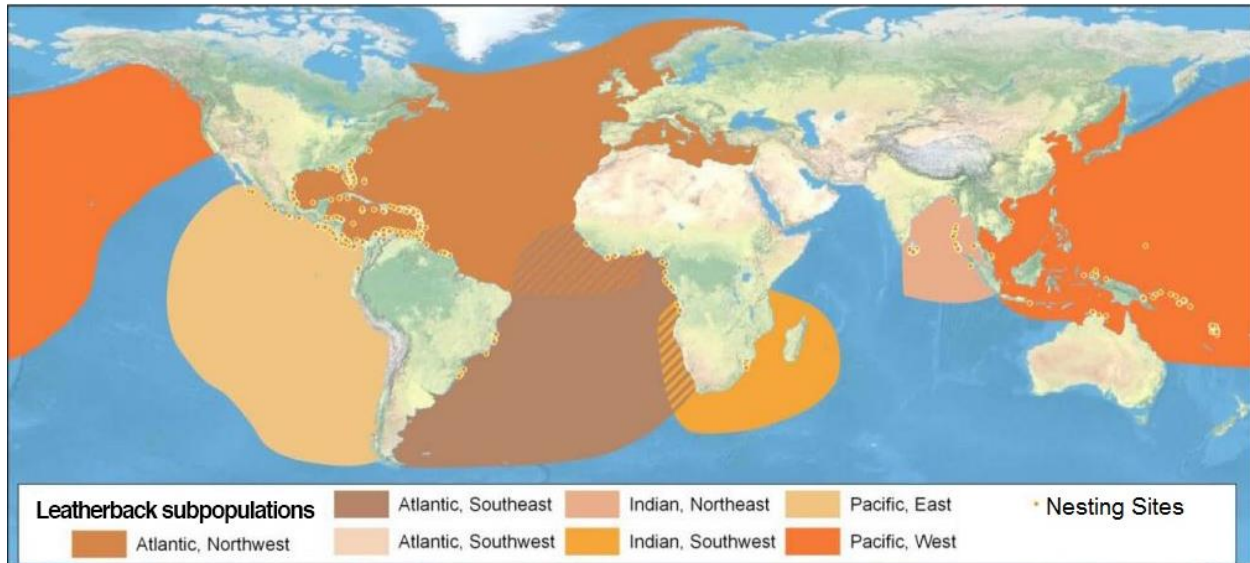 Leatherback subpopulations
Atlantic, Northwest
Atlantic, Southeast
Atlantic, Southwest
Indian, Northeast
Indian, Southwest
Pacific, East
Pacific, West
Nesting Sites